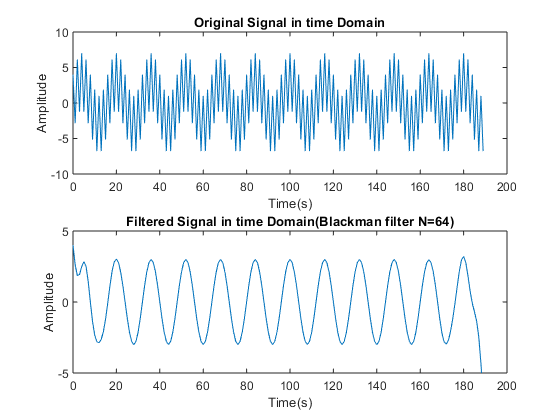 Original Signal in time Domain
10
5
0
-5
-10
Amplitude
0 20 40 60 80 100 120 140 160 180 200
Time(s)
Filtered Signal in time Domain(Blackman filter N=64)
5
0
-5
Amplitude
0 20 40 60 80 100 120 140 160 180 200
Time(s)